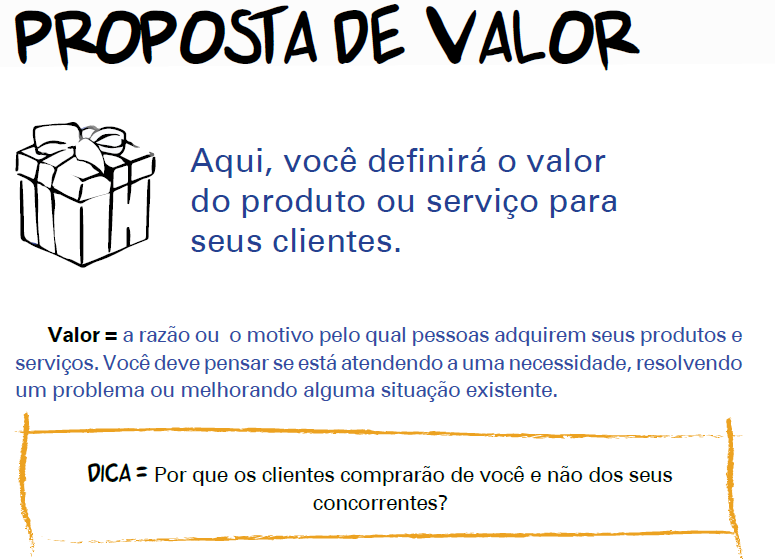 PROPOSTA DE VALOR
Aqui, você definirá o valor
do produto ou serviço para
seus clientes.
Valor = a razão ou o motivo pelo qual pessoas adquirem seus produtos e
serviços. Você deve pensar se está atendendo a uma necessidade, resolvendo
um problema ou melhorando alguma situação existente.
DICA = Por que os clientes comprarão de você e não dos seus
concorrentes?